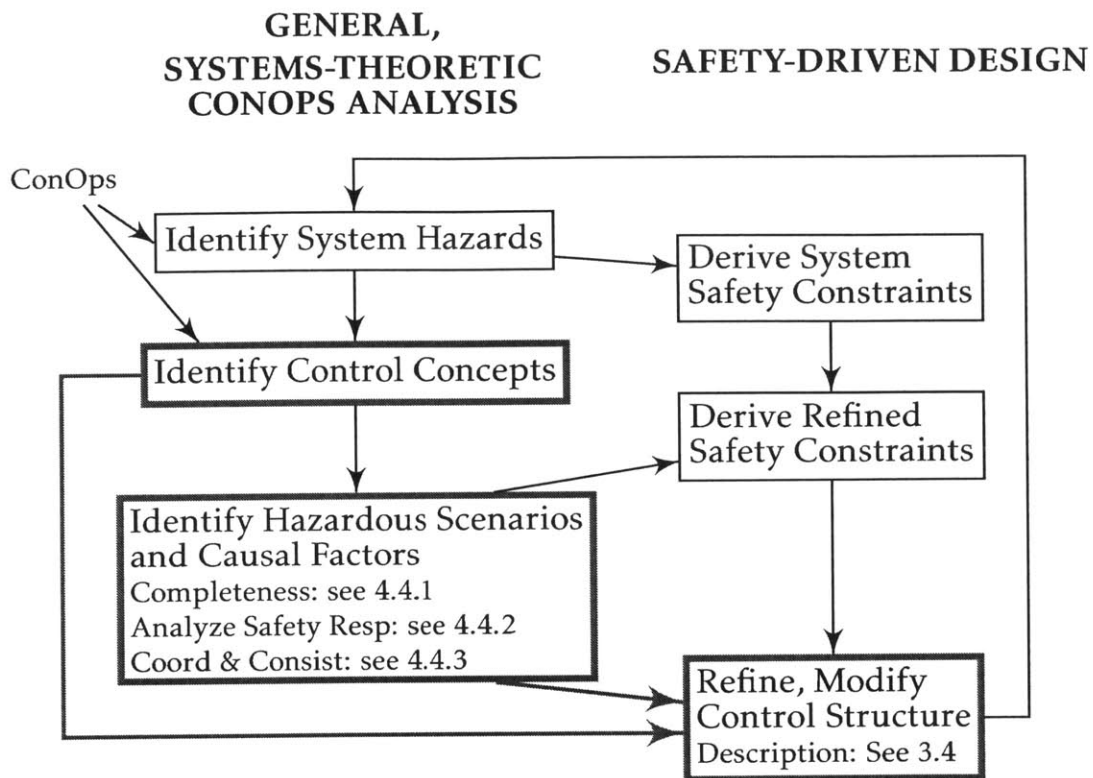 GENERAL,
SYSTEMS-THEORETIC
CONOPS ANALYSIS
SAFETY-DRIVEN DESIGN
ConOps
Identify System Hazards
Derive System
Safety Constraints
Identify Control Concepts
Derive Refined
Safety Constraints
Identify Hazardous Scenarios
and Causal Factors
Completeness: see 4.4.1
Analyze Safety Resp: see 4.4.2
Coord & Consist: see 4.4.3
Refine, Modify
Control Structure
Description: See 3.4